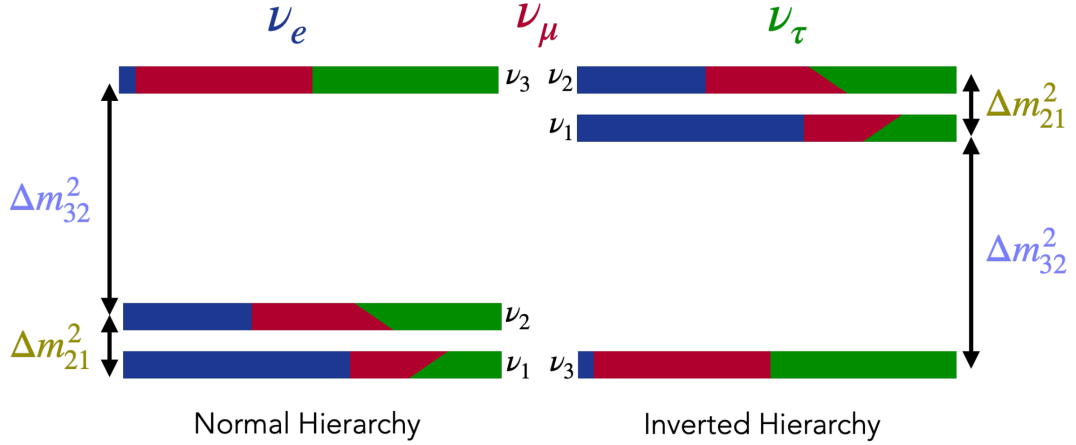 νe νμ ντ
ν3 ν2
Δm²21
ν1
Δm²32
Δm²32
ν2
Δm²21
ν1 ν3
Normal Hierarchy Inverted Hierarchy